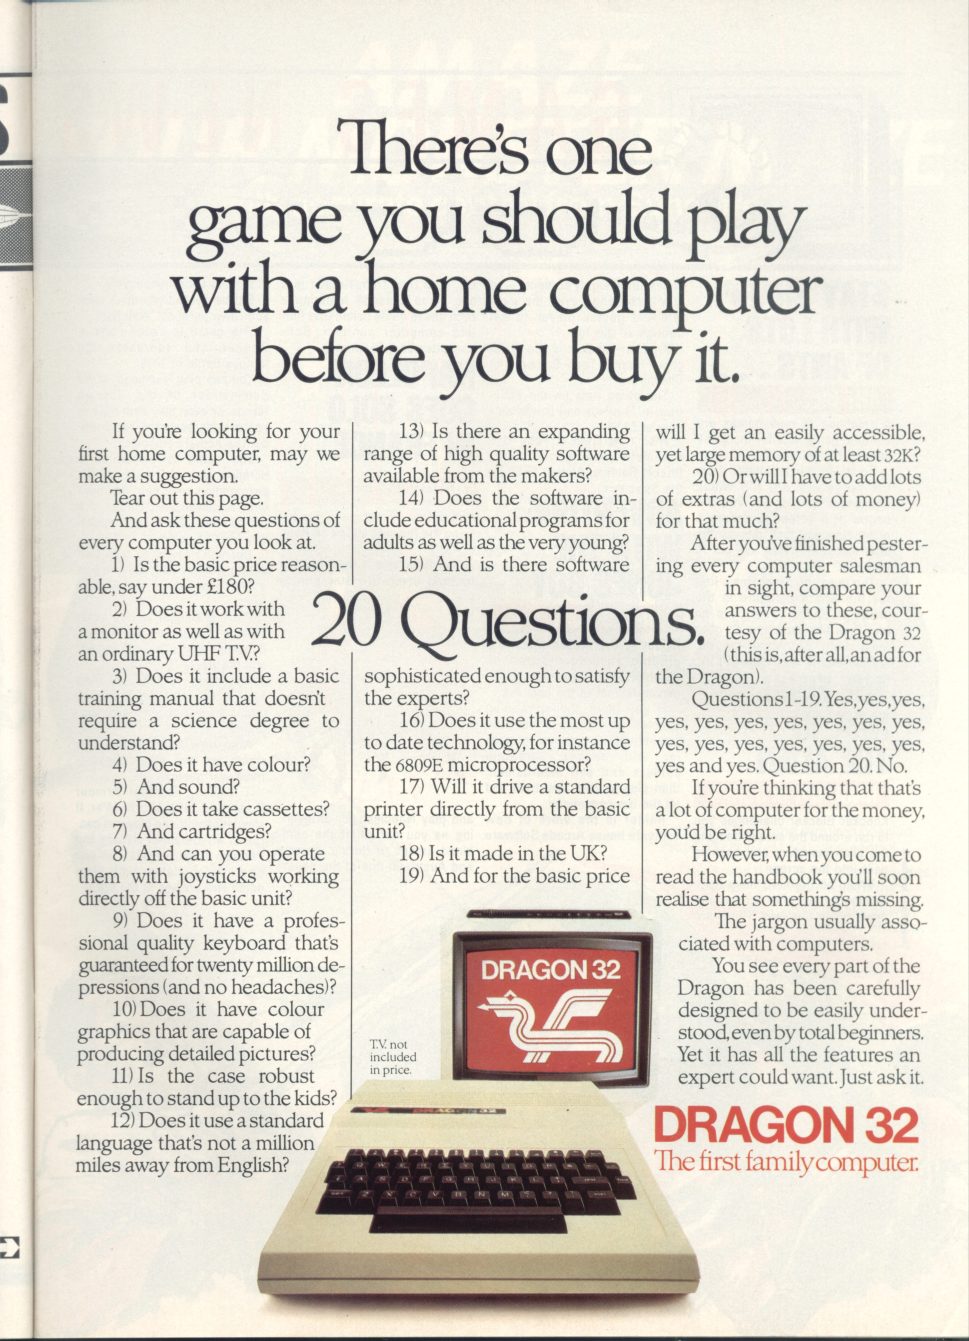 There's one
game you should play
with a home computer
before you buy it.
If you're looking for your
first home computer, may we
make a suggestion.
Tear out this page.
And ask these questions of
every computer you look at.
1) Is the basic price reason-
able, say under £180?
2) Does it work with
a monitor as well as with
an ordinary UHF T.V.?
3) Does it include a basic
training manual that doesn't
require a science degree to
understand?
4) Does it have colour?
5) And sound?
6) Does it take cassettes?
7) And cartridges?
8) And can you operate
them with joysticks working
directly off the basic unit?
9) Does it have a profes-
sional quality keyboard that's
guaranteed for twenty million de-
pressions (and no headaches)?
10) Does it have colour
graphics that are capable of
producing detailed pictures?
11) Is the case robust
enough to stand up to the kids?
12) Does it use a standard
language that's not a million
miles away from English?
13) Is there an expanding
range of high quality software
available from the makers?
14) Does the software in-
clude educational programs for
adults as well as the very young?
15) And is there software
20 Questions.
sophisticated enough to satisfy
the experts?
16) Does it use the most up
to date technology, for instance
the 6809E microprocessor?
17) Will it drive a standard
printer directly from the basic
unit?
18) Is it made in the UK?
19) And for the basic price
will I get an easily accessible,
yet large memory of at least 32K?
20) Or will I have to add lots
of extras (and lots of money)
for that much?
After you've finished pester-
ing every computer salesman
in sight, compare your
answers to these, cour-
tesy of the Dragon 32
(this is, after all, an ad for
the Dragon).
Questions 1-19. Yes, yes, yes,
yes, yes, yes, yes, yes, yes, yes,
yes, yes, yes, yes, yes, yes, yes,
yes and yes. Question 20. No.
If you're thinking that that's
a lot of computer for the money,
you'd be right.
However, when you come to
read the handbook you'll soon
realise that something's missing.
The jargon usually asso-
ciated with computers.
You see every part of the
Dragon has been carefully
designed to be easily under-
stood, even by total beginners.
Yet it has all the features an
expert could want. Just ask it.
DRAGON 32
T.V. not
included
in price.
DRAGON 32
DRAGON 32
The first family computer.